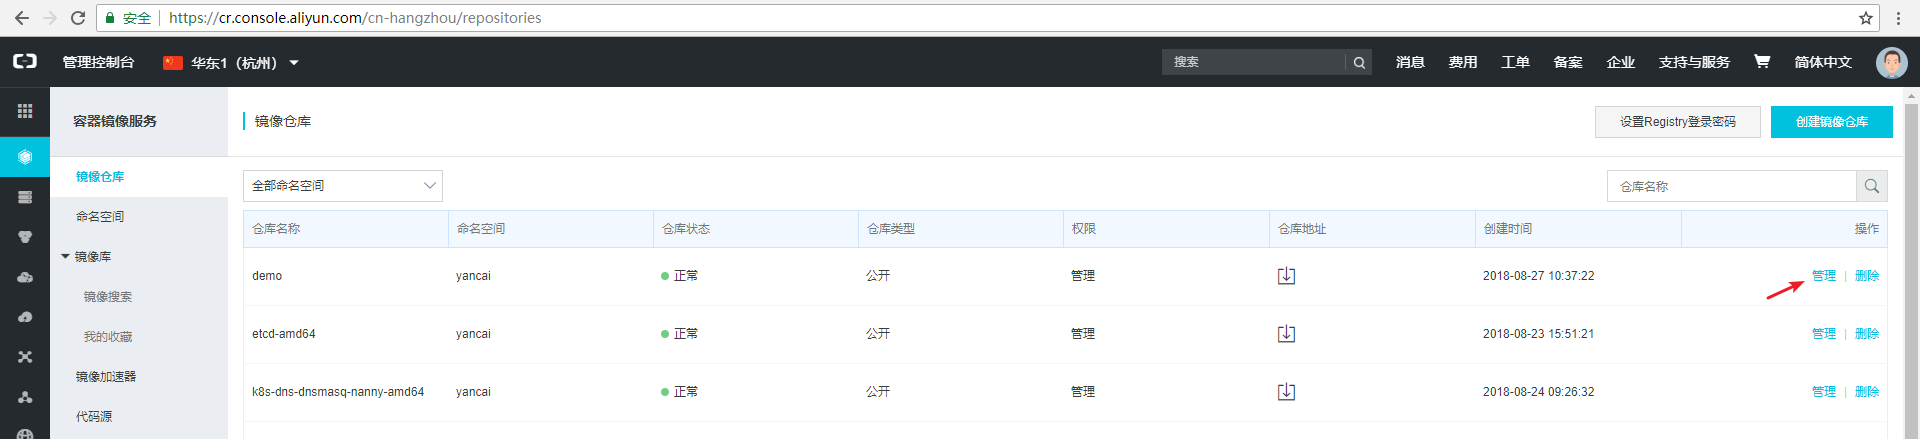 安全 https://cr.console.aliyun.com/cn-hangzhou/repositories
管理控制台 华东1（杭州） 搜索 消息 费用 工单 备案 企业 支持与服务 简体中文
容器镜像服务 镜像仓库 设置Registry登录密码 创建镜像仓库
镜像仓库 全部命名空间 仓库名称
命名空间 仓库名称 命名空间 仓库状态 仓库类型 权限 仓库地址 创建时间 操作
镜像库
demo yancai 正常 公开 管理 2018-08-27 10:37:22 管理 | 删除
镜像搜索
我的收藏 etcd-amd64 yancai 正常 公开 管理 2018-08-23 15:51:21 管理 | 删除
镜像加速器
k8s-dns-dnsmasq-nanny-amd64 yancai 正常 公开 管理 2018-08-24 09:26:32 管理 | 删除
代码源